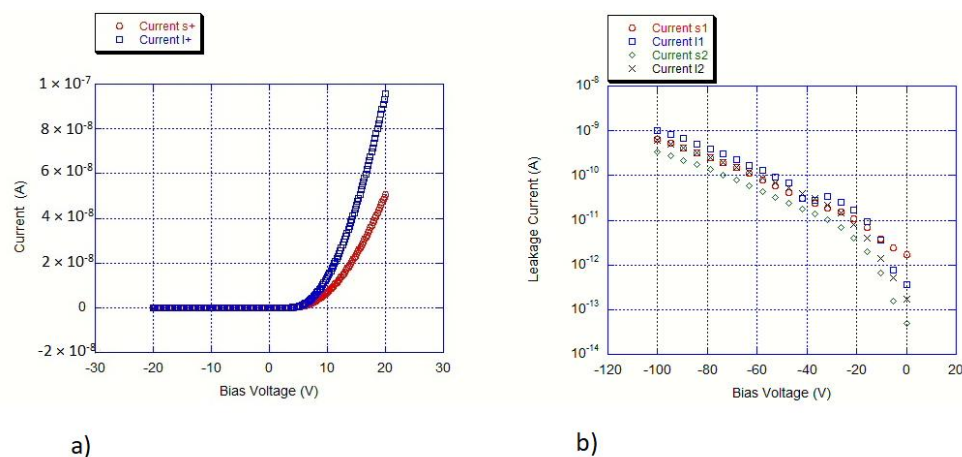 Current s+
Current l+
Current (A)
1 × 10⁻⁷
8 × 10⁻⁸
6 × 10⁻⁸
4 × 10⁻⁸
2 × 10⁻⁸
0
-2 × 10⁻⁸
-30 -20 -10 0 10 20 30
Bias Voltage (V)
a)
Current s1
Current l1
Current s2
Current l2
Leakage Current (A)
10⁻⁸
10⁻⁹
10⁻¹⁰
10⁻¹¹
10⁻¹²
10⁻¹³
10⁻¹⁴
-120 -100 -80 -60 -40 -20 0 20
Bias Voltage (V)
b)